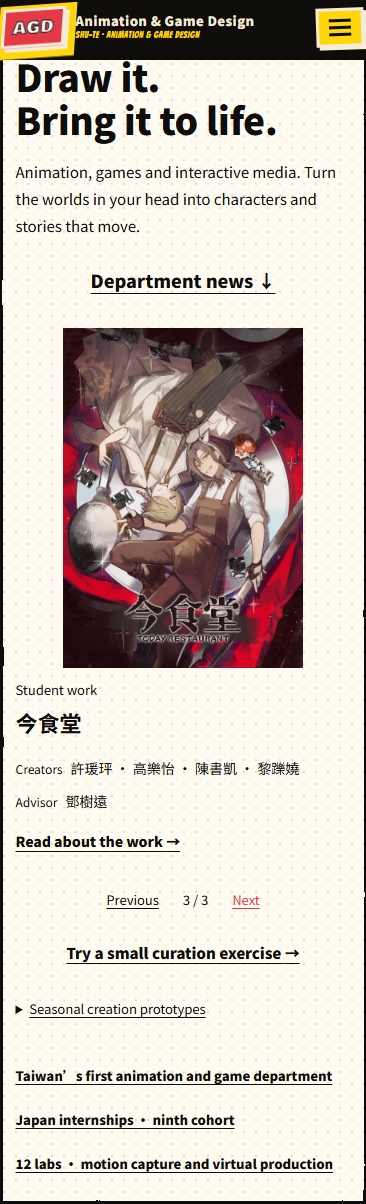 AGD
Animation & Game Design
SHU-TE · ANIMATION & GAME DESIGN
Draw it.
Bring it to life.
Animation, games and interactive media. Turn
the worlds in your head into characters and
stories that move.
Department news ↓
今食堂
TODAY RESTAURANT
Student work
今食堂
Creators 許瑗玶 · 高樂怡 · 陳書凱 · 黎躒嬈
Advisor 鄧樹遠
Read about the work →
Previous 3 / 3 Next
Try a small curation exercise →
▶ Seasonal creation prototypes
Taiwan’s first animation and game department
Japan internships · ninth cohort
12 labs · motion capture and virtual production